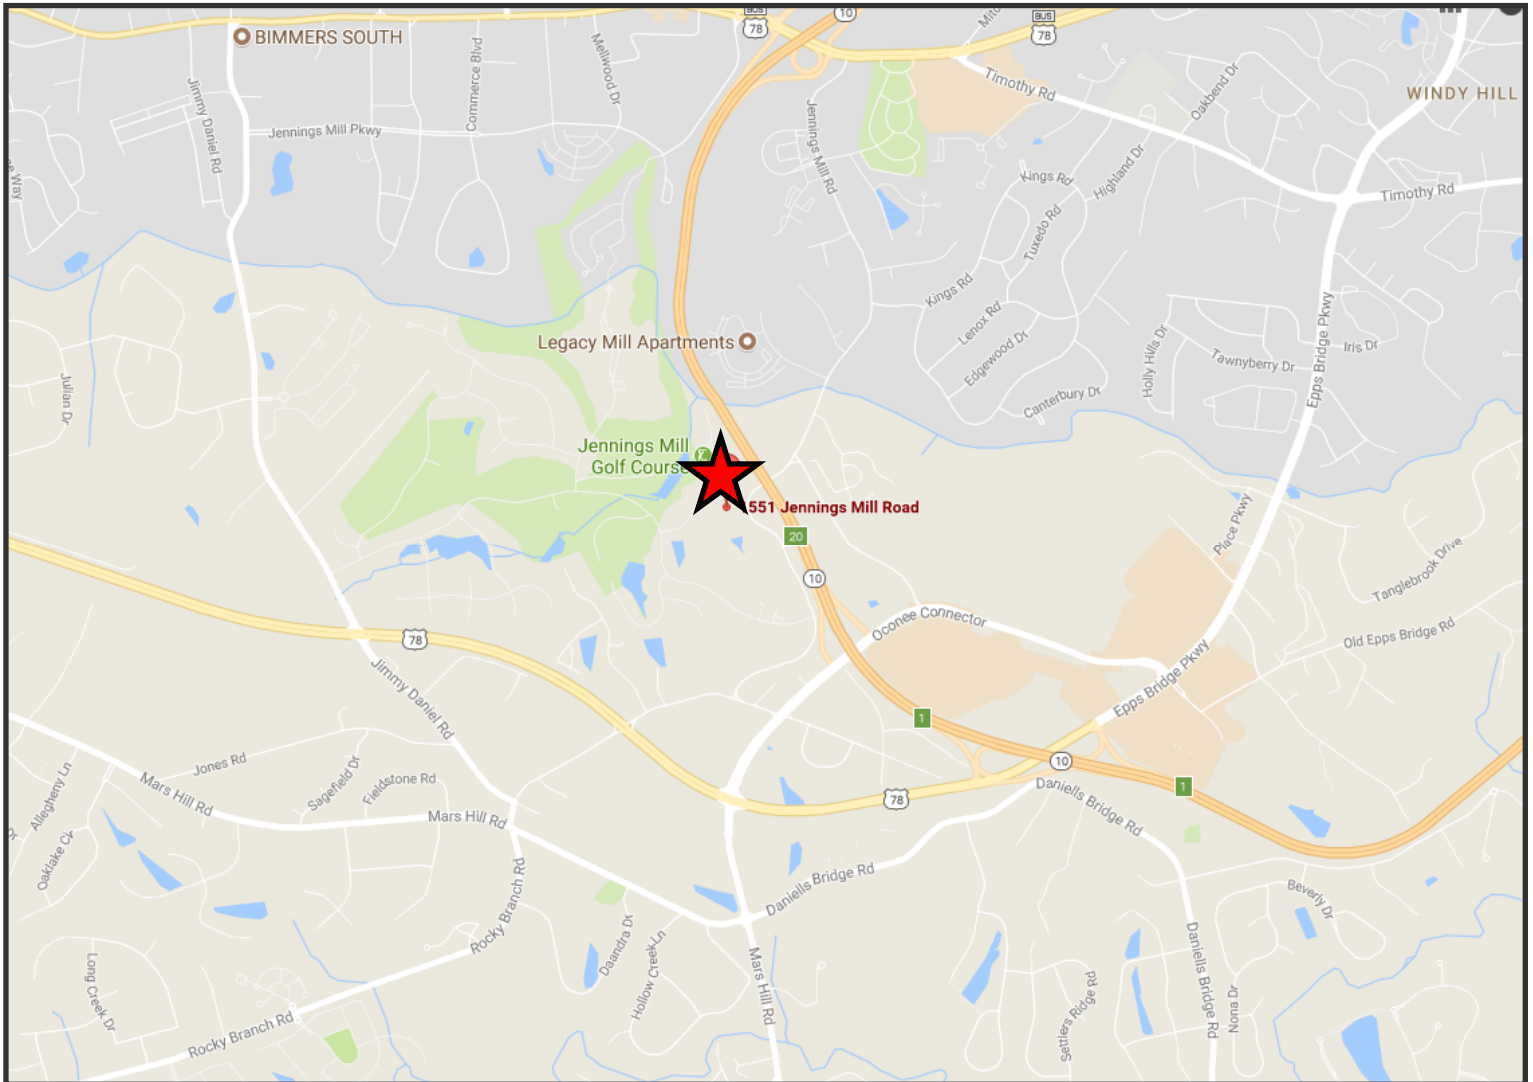 BUS
78
10
BUS
78
BIMMERS SOUTH
Jimmy Daniel Rd
Commerce Blvd
Mellwood Dr
Timothy Rd
Oakbend Dr
WINDY HILL
Jennings Mill Pkwy
Jennings Mill Rd
Highland Dr
Kings Rd
Timothy Rd
Way
Tuxedo Rd
Kings Rd
Lenox Rd
Edgewood Dr
Epps Bridge Pkwy
Holly Hills Dr
Iris Dr
Tawnyberry Dr
Legacy Mill Apartments
Julian Dr
Canterbury Dr
Jennings Mill
Golf Course
551 Jennings Mill Road
20
Place Pkwy
10
Tanglebrook Drive
Oconee Connector
Old Epps Bridge Rd
78
Jimmy Daniel Rd
Epps Bridge Pkwy
1
10
1
Jones Rd
Sagefield Dr
Fieldstone Rd
Allegheny Ln
Mars Hill Rd
Mars Hill Rd
78
Daniells Bridge Rd
Oaklake Cir
Rocky Branch Rd
Daniells Bridge Rd
Beverly Dr
Daandra Dr
Hollow Creek Ln
Mars Hill Rd
Daniells Bridge Rd
Long Creek Dr
Settlers Ridge Rd
Nona Dr
Rocky Branch Rd